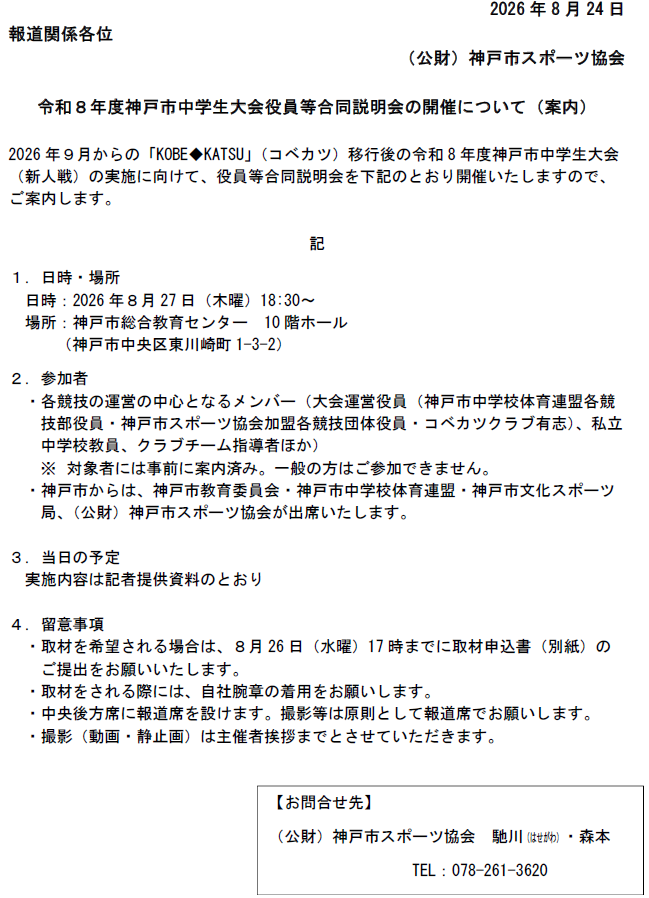 2026年8月24日
報道関係各位
（公財）神戸市スポーツ協会
令和８年度神戸市中学生大会役員等合同説明会の開催について（案内）
2026年９月からの「KOBE◆KATSU」（コベカツ）移行後の令和8年度神戸市中学生大会
（新人戦）の実施に向けて、役員等合同説明会を下記のとおり開催いたしますので、
ご案内します。
記
１．日時・場所
日時：2026年８月27日（木曜）18:30～
場所：神戸市総合教育センター　10階ホール
（神戸市中央区東川崎町1-3-2）
２．参加者
・各競技の運営の中心となるメンバー（大会運営役員（神戸市中学校体育連盟各競
技部役員・神戸市スポーツ協会加盟各競技団体役員・コベカツクラブ有志）、私立
中学校教員、クラブチーム指導者ほか）
※　対象者には事前に案内済み。一般の方はご参加できません。
・神戸市からは、神戸市教育委員会・神戸市中学校体育連盟・神戸市文化スポーツ
局、（公財）神戸市スポーツ協会が出席いたします。
３．当日の予定
実施内容は記者提供資料のとおり
４．留意事項
・取材を希望される場合は、８月26日（水曜）17時までに取材申込書（別紙）の
ご提出をお願いいたします。
・取材をされる際には、自社腕章の着用をお願いします。
・中央後方席に報道席を設けます。撮影等は原則として報道席でお願いします。
・撮影（動画・静止画）は主催者挨拶までとさせていただきます。
【お問合せ先】
（公財）神戸市スポーツ協会　馳川（はせがわ）・森本
TEL：078-261-3620